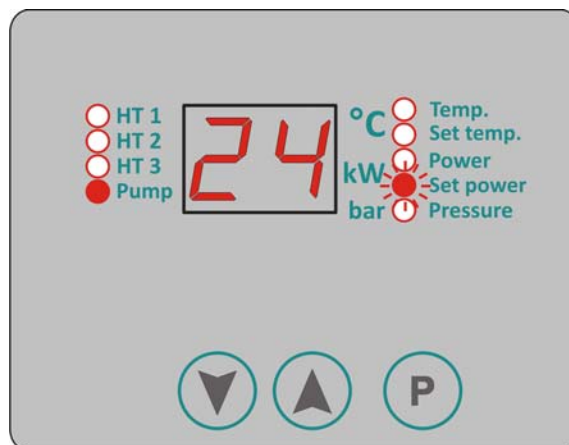 HT 1
HT 2
HT 3
Pump
24
°C
kW
bar
Temp.
Set temp.
Power
Set power
Pressure
P